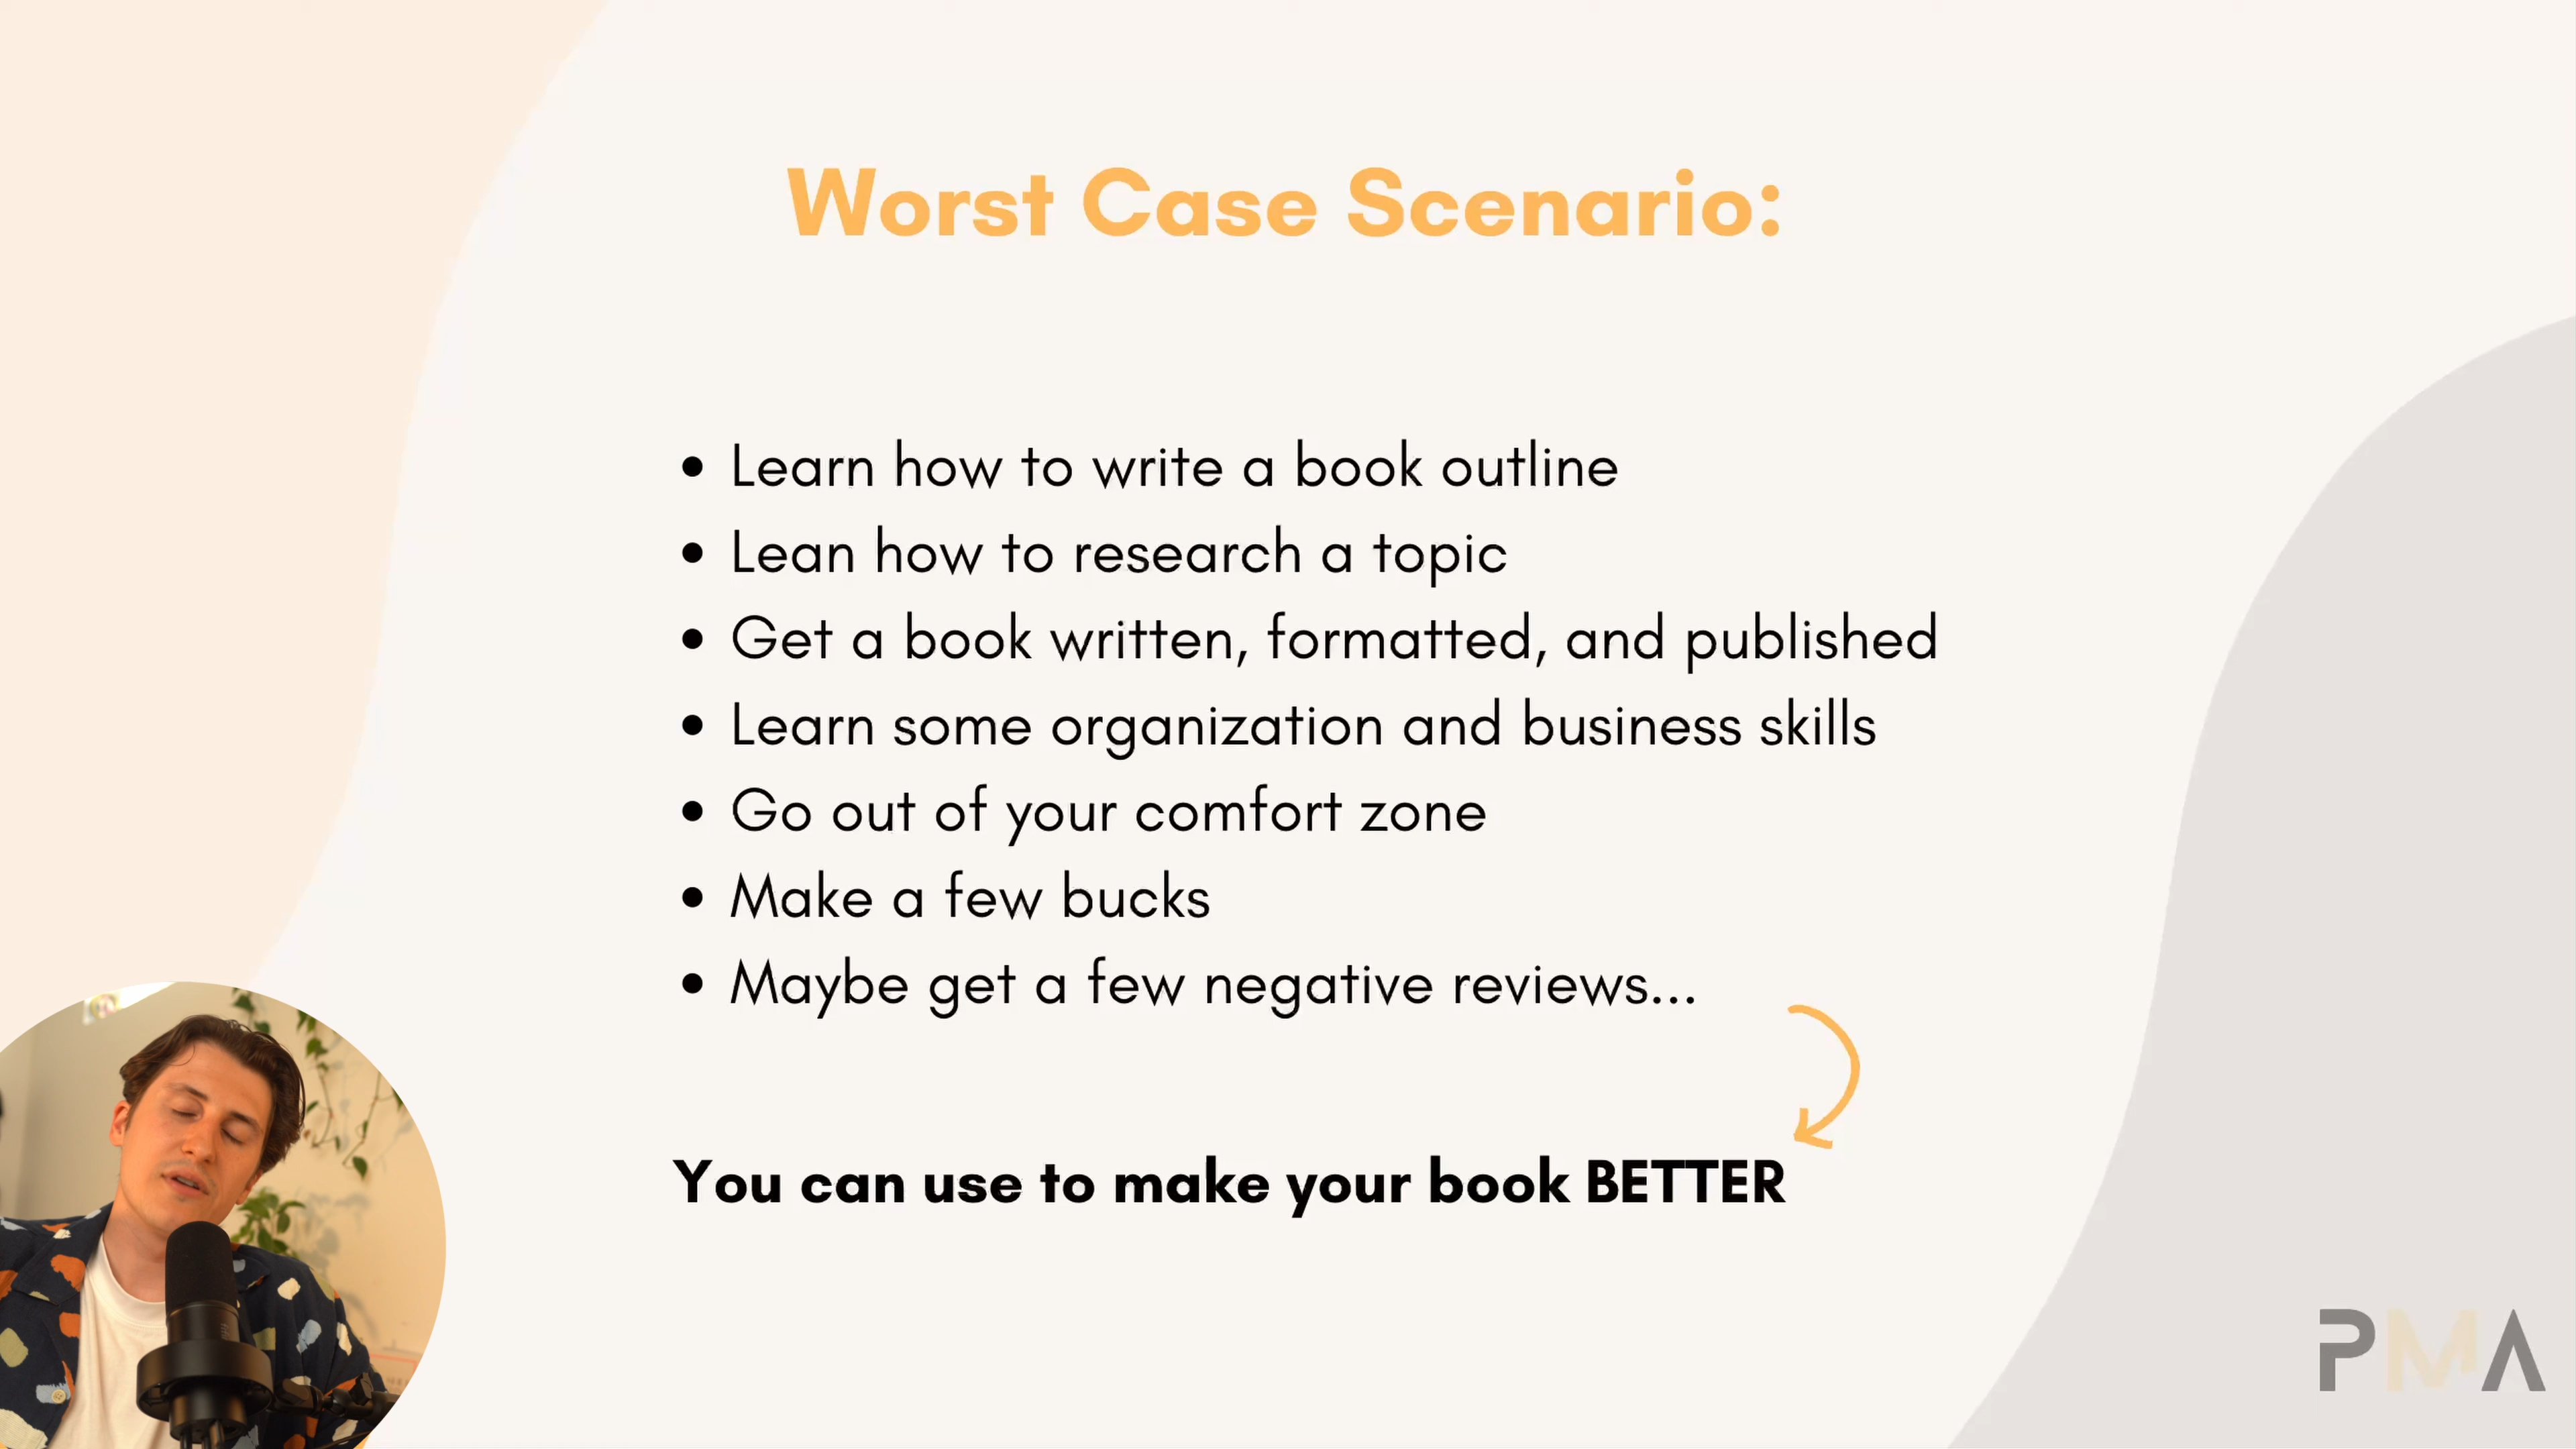 Worst Case Scenario:
• Learn how to write a book outline
• Lean how to research a topic
• Get a book written, formatted, and published
• Learn some organization and business skills
• Go out of your comfort zone
• Make a few bucks
• Maybe get a few negative reviews...
You can use to make your book BETTER
PMA